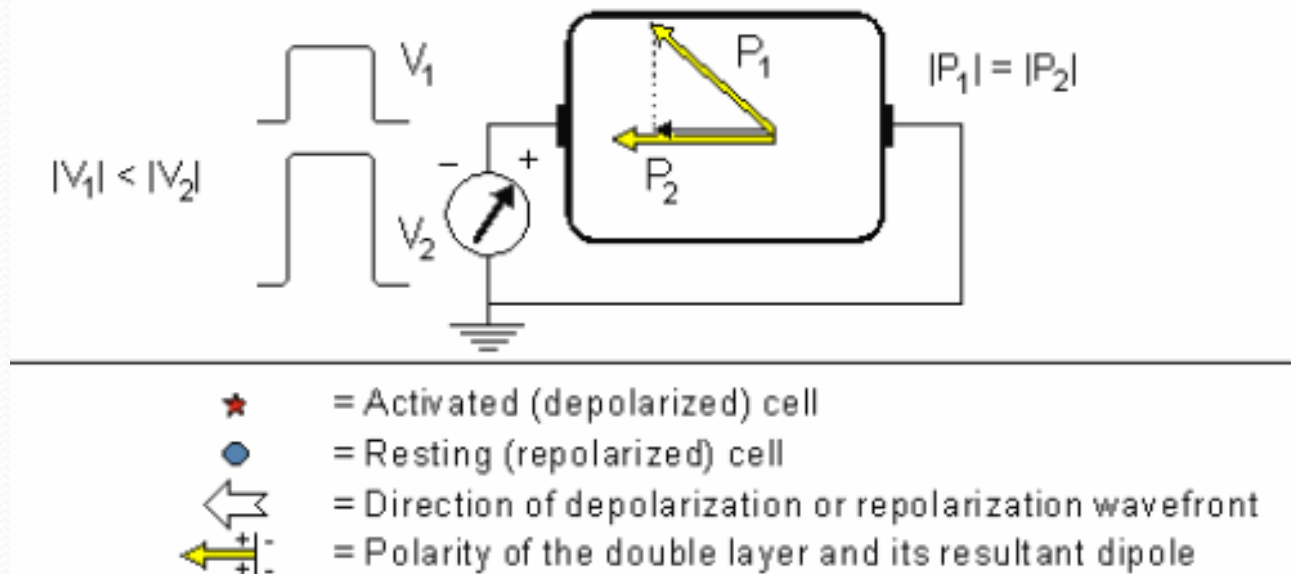 V₁
P₁
|P₁| = |P₂|
|V₁| < |V₂|
− +
P₂
V₂
= Activated (depolarized) cell
= Resting (repolarized) cell
= Direction of depolarization or repolarization wavefront
+ -
+ -
= Polarity of the double layer and its resultant dipole